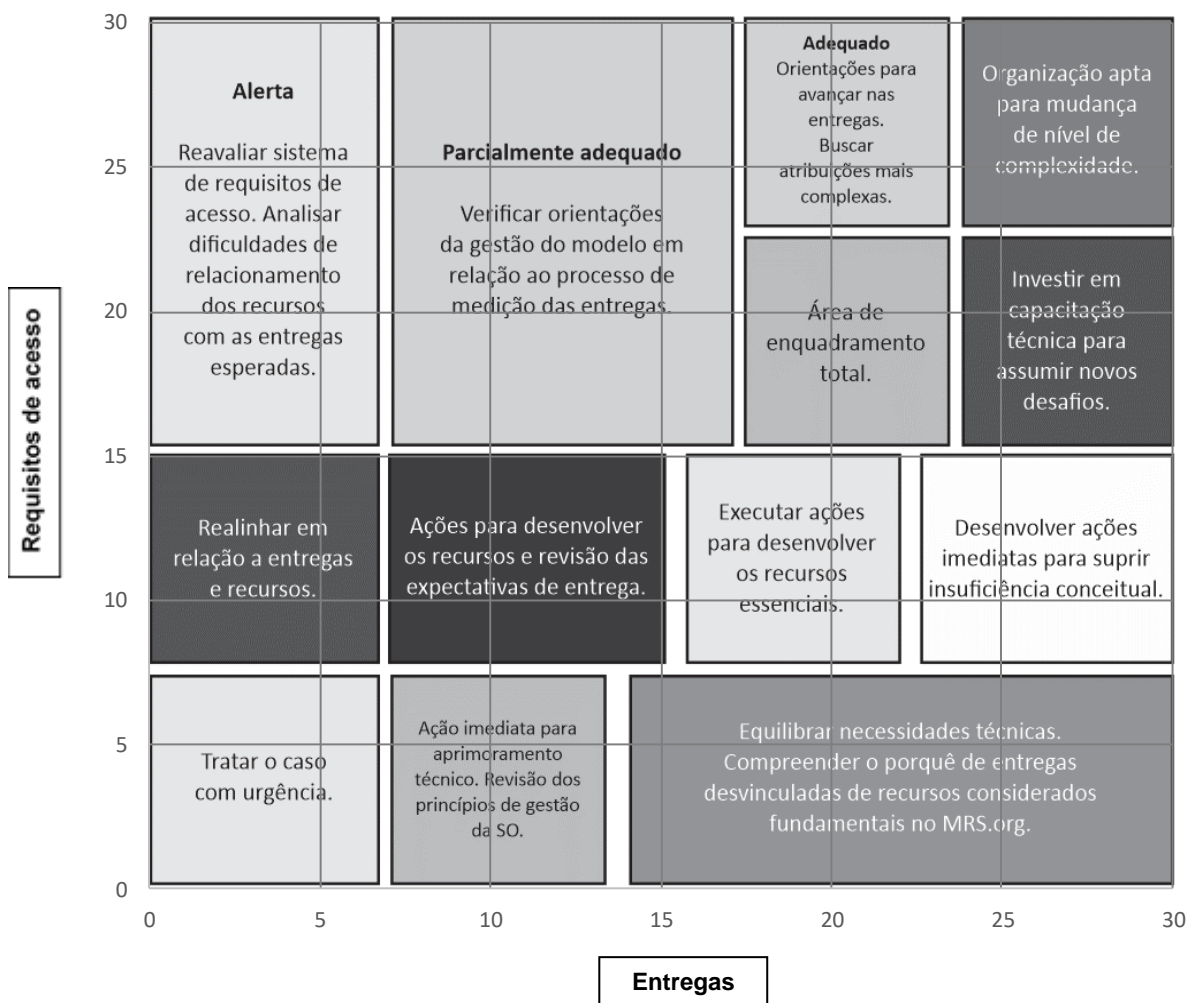 30
25
20
15
10
5
0
Requisitos de acesso
Alerta
Reavaliar sistema
de requisitos de
acesso. Analisar
dificuldades de
relacionamento
dos recursos
com as entregas
esperadas.
Parcialmente adequado
Verificar orientações
da gestão do modelo em
relação ao processo de
medição das entregas.
Adequado
Orientações para
avançar nas
entregas.
Buscar
atribuições mais
complexas.
Organização apta
para mudança
de nível de
complexidade.
Área de
enquadramento
total.
Investir em
capacitação
técnica para
assumir novos
desafios.
Realinhar em
relação a entregas
e recursos.
Ações para desenvolver
os recursos e revisão das
expectativas de entrega.
Executar ações
para desenvolver
os recursos
essenciais.
Desenvolver ações
imediatas para suprir
insuficiência conceitual.
Tratar o caso
com urgência.
Ação imediata para
aprimoramento
técnico. Revisão dos
princípios de gestão
da SO.
Equilibrar necessidades técnicas.
Compreender o porquê de entregas
desvinculadas de recursos considerados
fundamentais no MRS.org.
0 5 10 15 20 25 30
Entregas